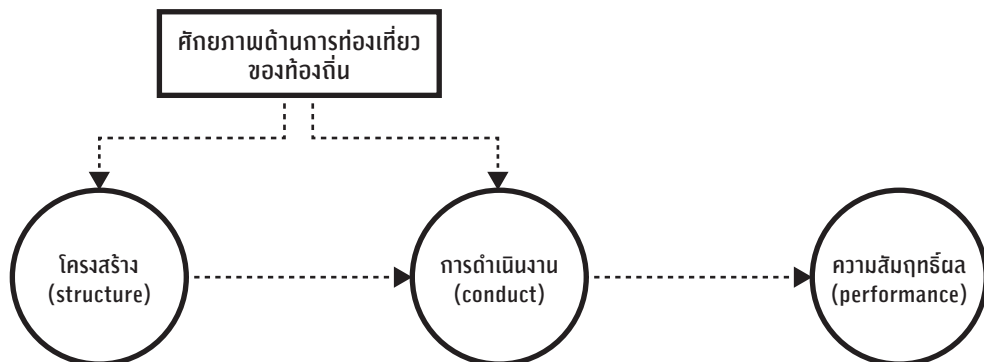 ศักยภาพด้านการท่องเที่ยว
ของท้องถิ่น
โครงสร้าง
(structure)
การดำเนินงาน
(conduct)
ความสัมฤทธิ์ผล
(performance)